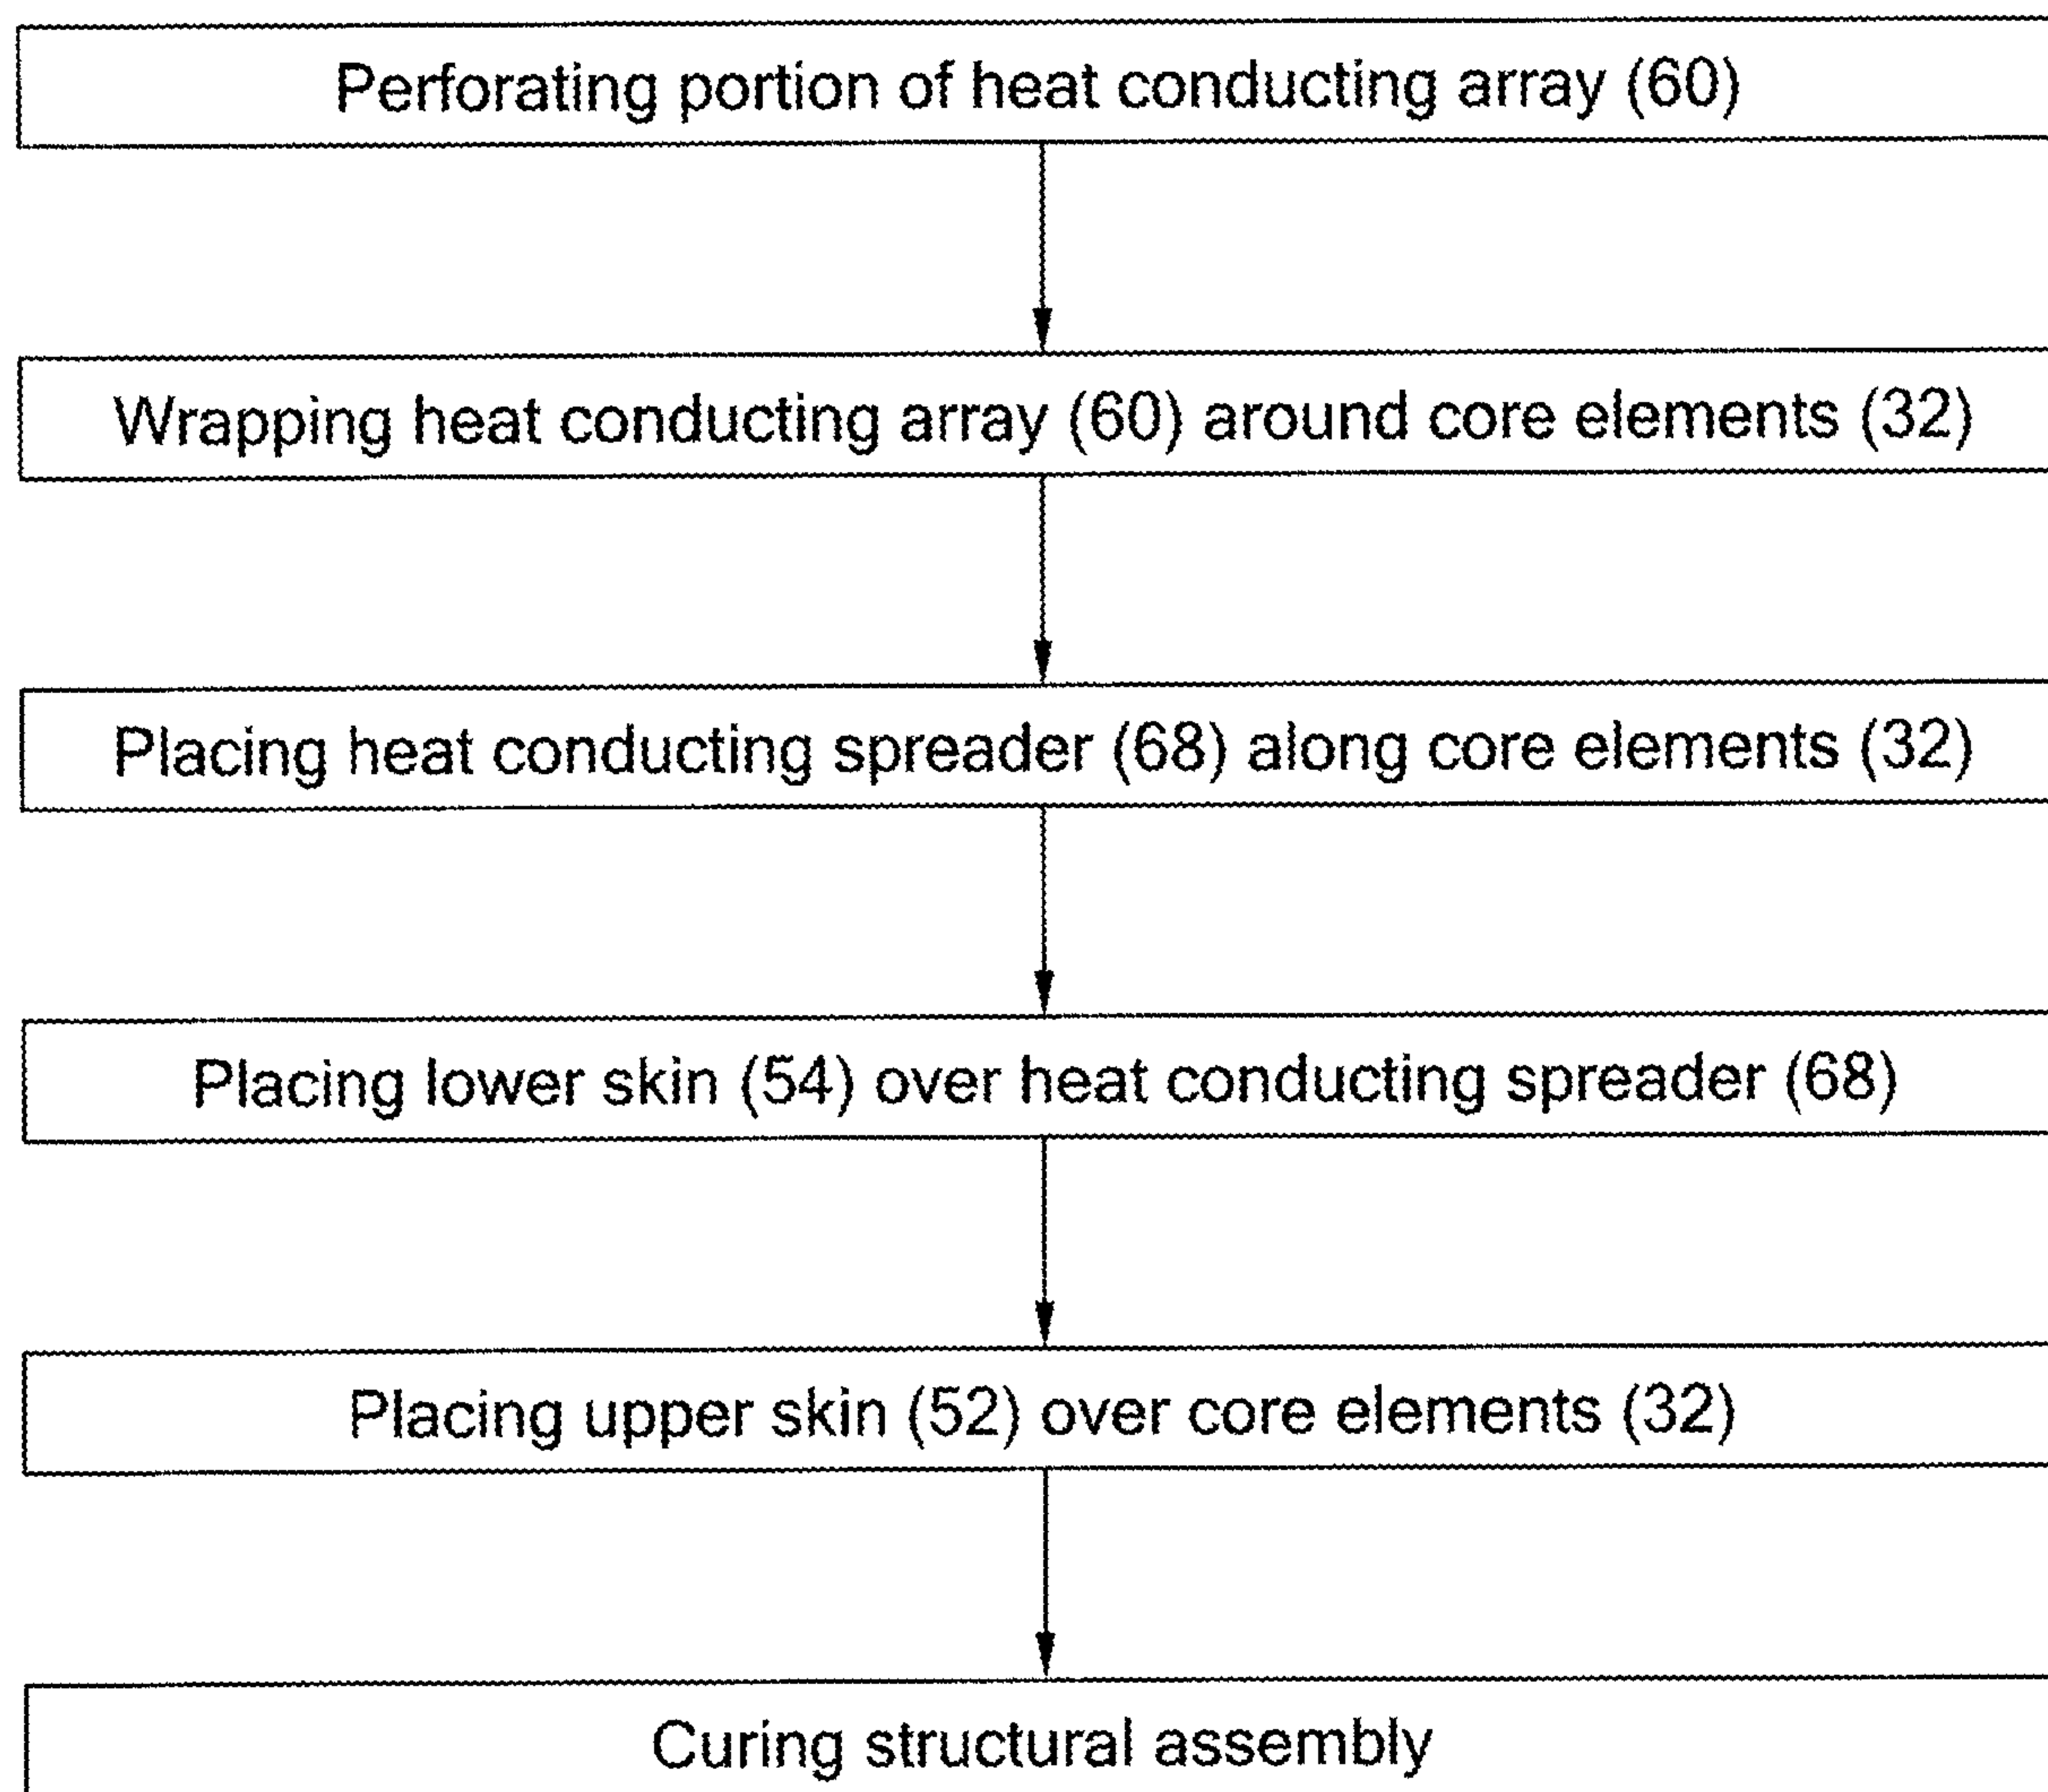 Perforating portion of heat conducting array (60)
Wrapping heat conducting array (60) around core elements (32)
Placing heat conducting spreader (68) along core elements (32)
Placing lower skin (54) over heat conducting spreader (68)
Placing upper skin (52) over core elements (32)
Curing structural assembly